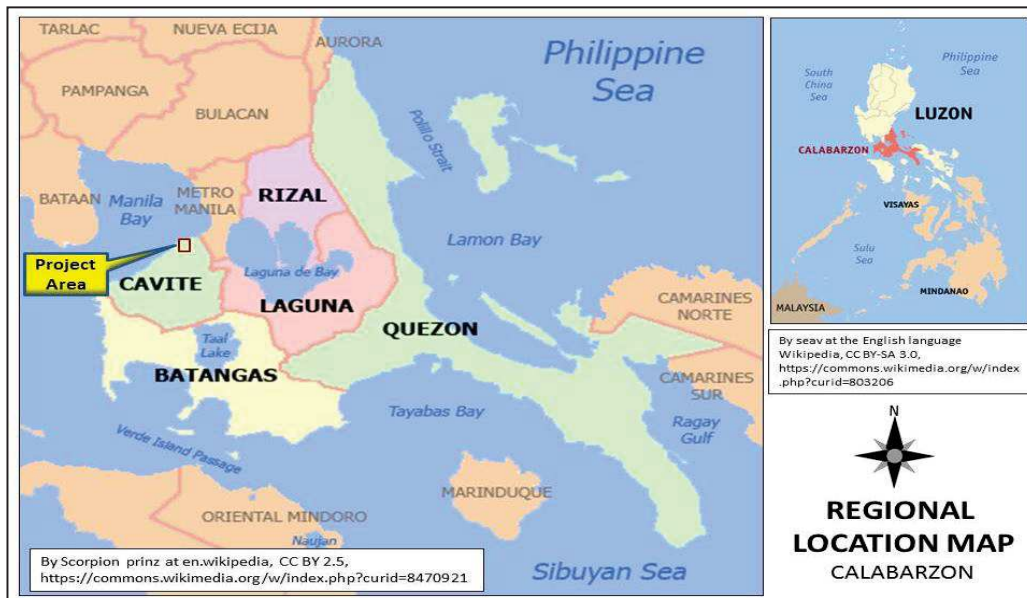 TARLAC
NUEVA ECIJA
AURORA
PAMPANGA
BULACAN
Philippine
Sea
Polillo Strait
BATAAN
Manila
Bay
METRO
MANILA
RIZAL
Project
Area
CAVITE
Laguna de Bay
LAGUNA
Lamon Bay
CAMARINES
NORTE
QUEZON
Taal
Lake
BATANGAS
CAMARINES
SUR
Tayabas Bay
Ragay
Gulf
Verde Island Passage
MARINDUQUE
ORIENTAL MINDORO
Naujan
Sibuyan Sea
By Scorpion prinz at en.wikipedia, CC BY 2.5,
https://commons.wikimedia.org/w/index.php?curid=8470921
South
China
Sea
Philippine
Sea
LUZON
CALABARZON
VISAYAS
Sulu
Sea
MINDANAO
MALAYSIA
By seav at the English language
Wikipedia, CC BY-SA 3.0,
https://commons.wikimedia.org/w/index
.php?curid=803206
N
REGIONAL
LOCATION MAP
CALABARZON